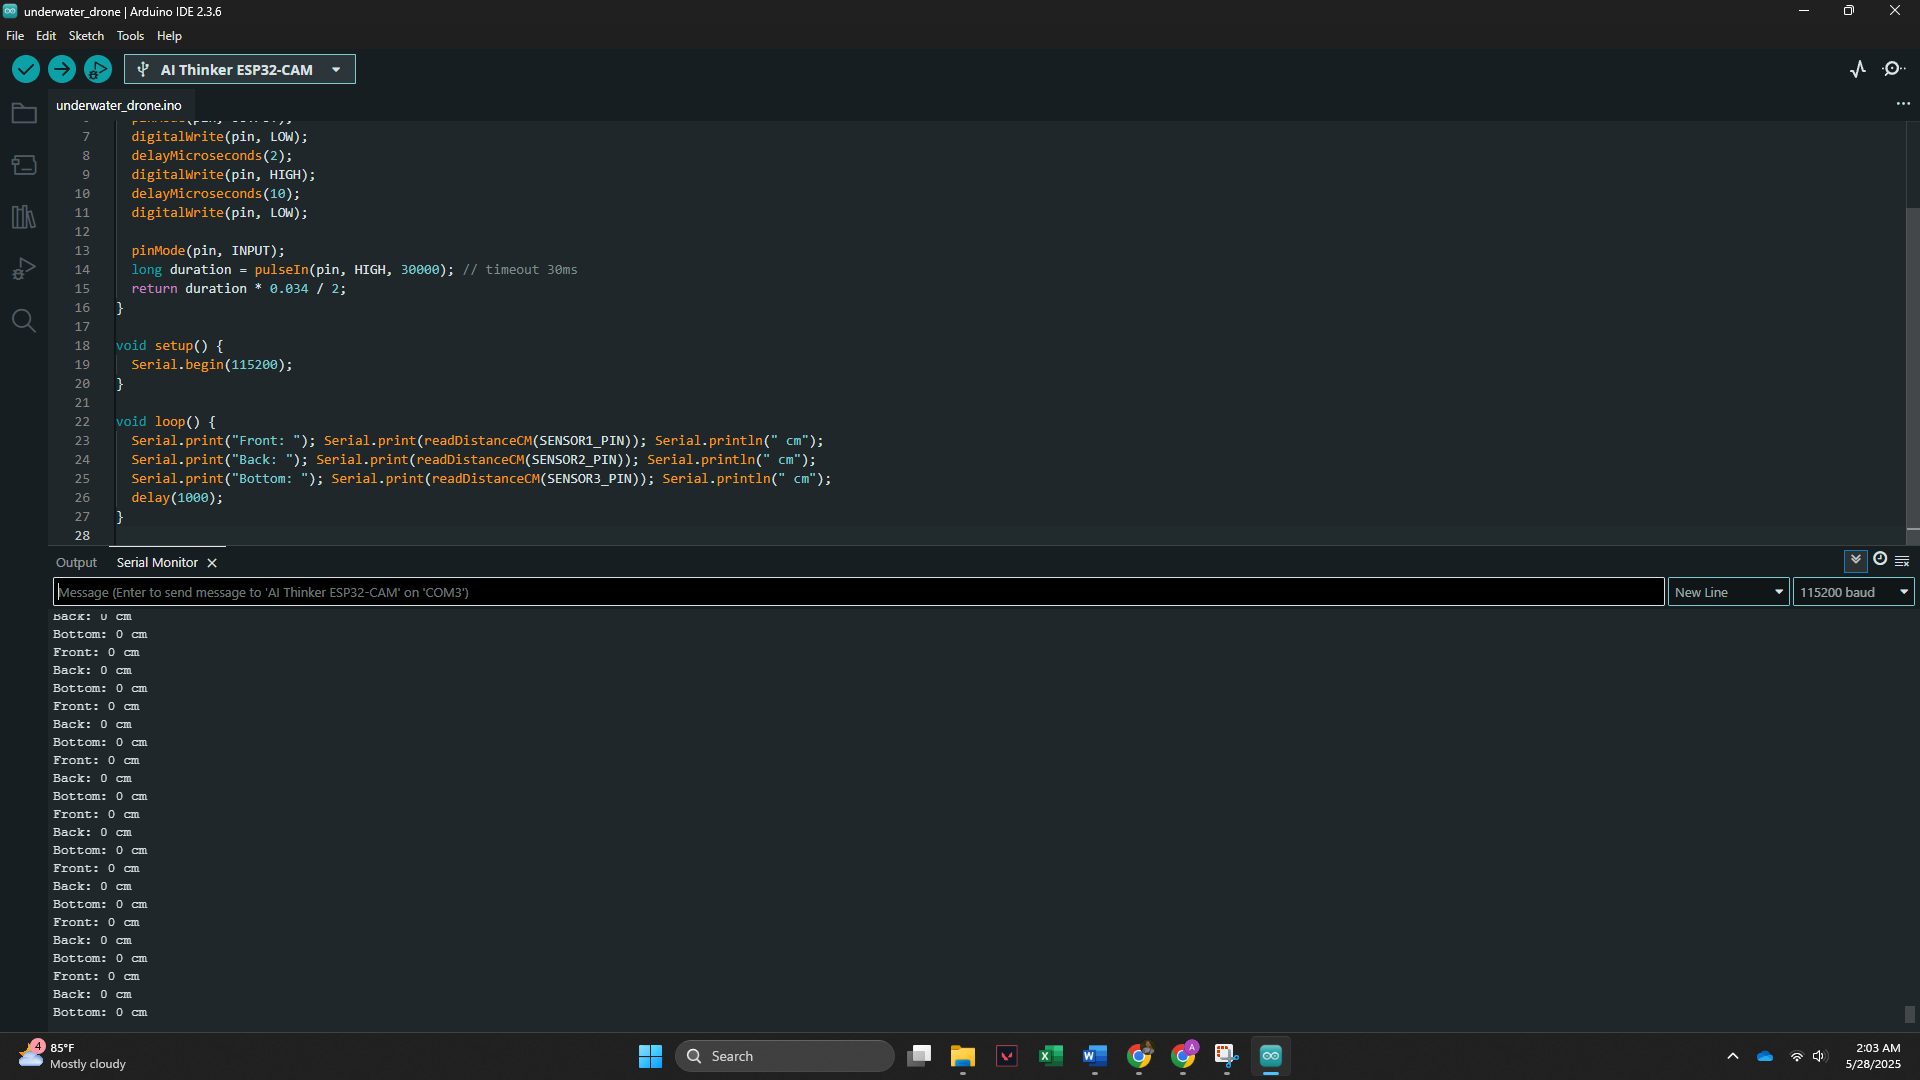 underwater_drone | Arduino IDE 2.3.6
File Edit Sketch Tools Help
AI Thinker ESP32-CAM
underwater_drone.ino
7 digitalWrite(pin, LOW);
8 delayMicroseconds(2);
9 digitalWrite(pin, HIGH);
10 delayMicroseconds(10);
11 digitalWrite(pin, LOW);
12
13 pinMode(pin, INPUT);
14 long duration = pulseIn(pin, HIGH, 30000); // timeout 30ms
15 return duration * 0.034 / 2;
16 }
17
18 void setup() {
19 Serial.begin(115200);
20 }
21
22 void loop() {
23 Serial.print("Front: "); Serial.print(readDistanceCM(SENSOR1_PIN)); Serial.println(" cm");
24 Serial.print("Back: "); Serial.print(readDistanceCM(SENSOR2_PIN)); Serial.println(" cm");
25 Serial.print("Bottom: "); Serial.print(readDistanceCM(SENSOR3_PIN)); Serial.println(" cm");
26 delay(1000);
27 }
28
Output Serial Monitor
Message (Enter to send message to 'AI Thinker ESP32-CAM' on 'COM3') New Line 115200 baud
Back: 0 cm
Bottom: 0 cm
Front: 0 cm
Back: 0 cm
Bottom: 0 cm
Front: 0 cm
Back: 0 cm
Bottom: 0 cm
Front: 0 cm
Back: 0 cm
Bottom: 0 cm
Front: 0 cm
Back: 0 cm
Bottom: 0 cm
Front: 0 cm
Back: 0 cm
Bottom: 0 cm
Front: 0 cm
Back: 0 cm
Bottom: 0 cm
Front: 0 cm
Back: 0 cm
Bottom: 0 cm
4 85°F
Mostly cloudy
Search
A
2:03 AM
5/28/2025